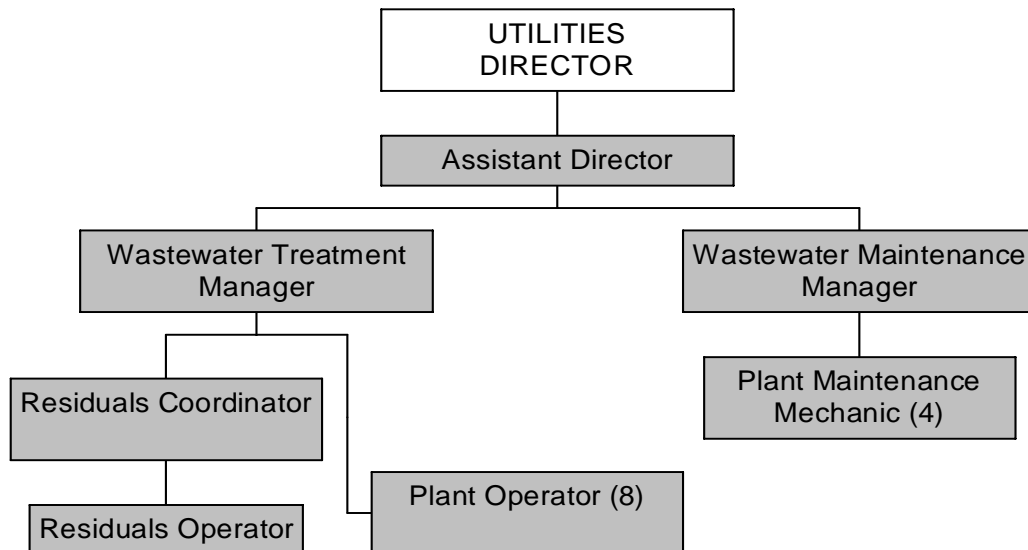 UTILITIES
DIRECTOR
Assistant Director
Wastewater Treatment
Manager
Wastewater Maintenance
Manager
Residuals Coordinator
Plant Maintenance
Mechanic (4)
Plant Operator (8)
Residuals Operator